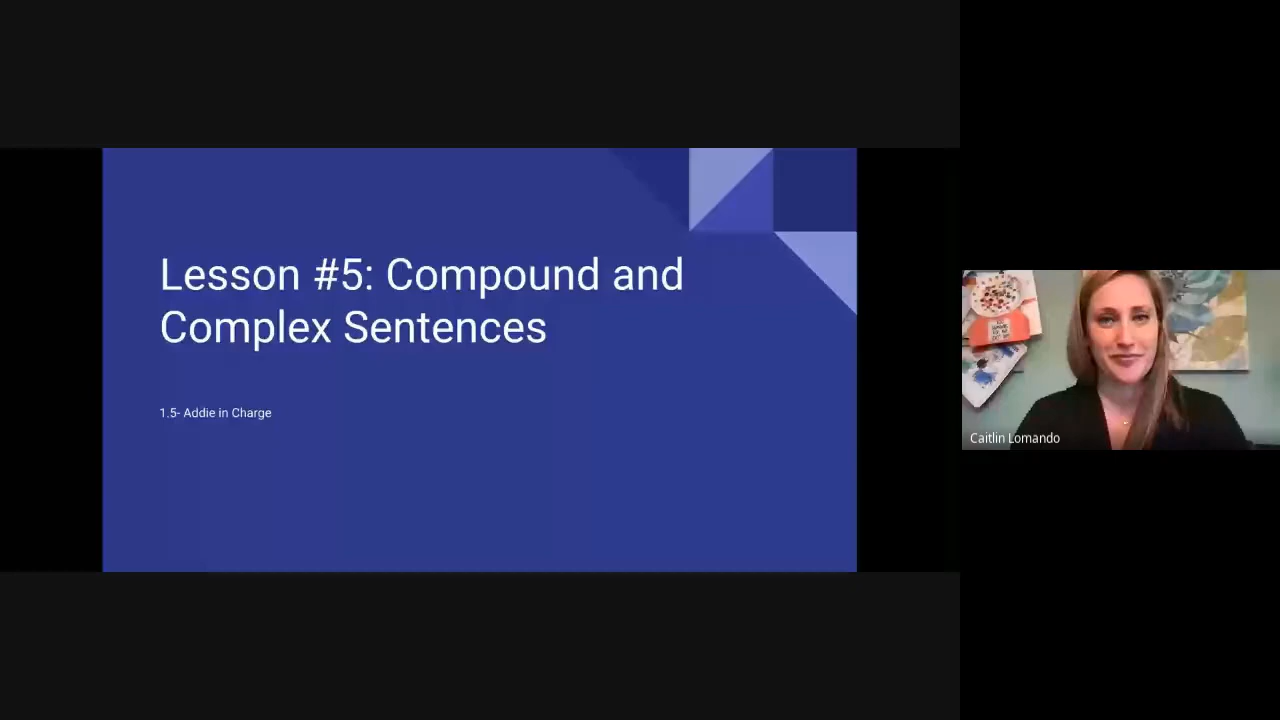 Lesson #5: Compound and
Complex Sentences
1.5- Addie in Charge
Caitlin Lomando